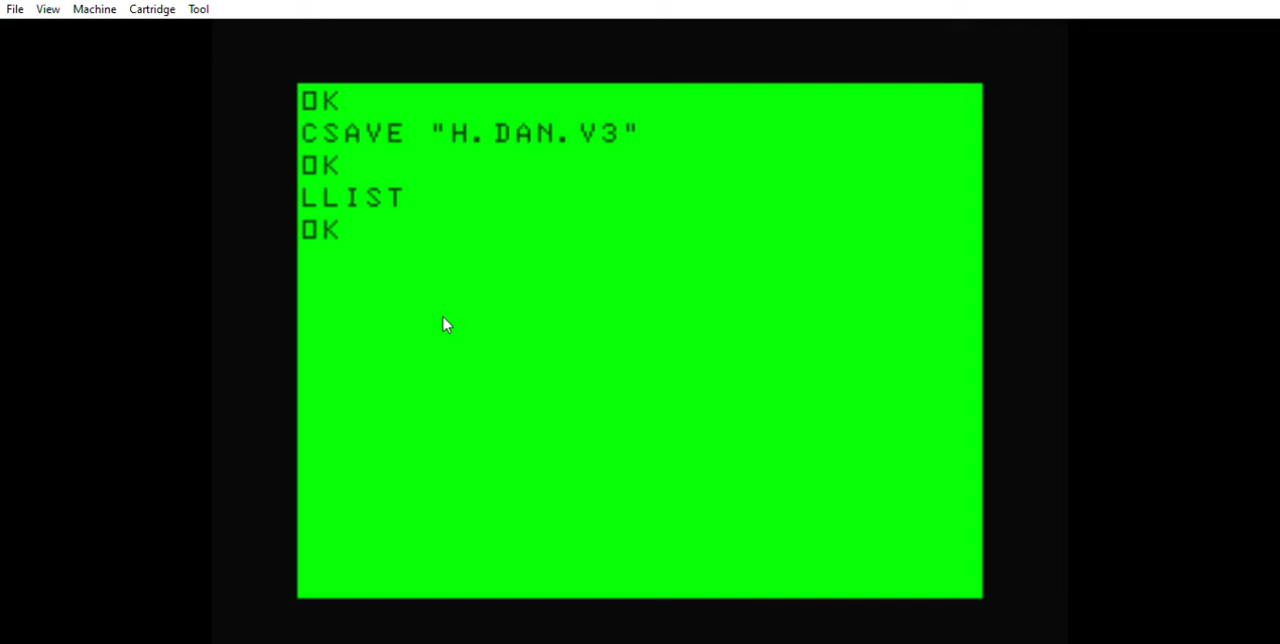 File View Machine Cartridge Tool
OK
CSAVE "H.DAN.V3"
OK
LLIST
OK